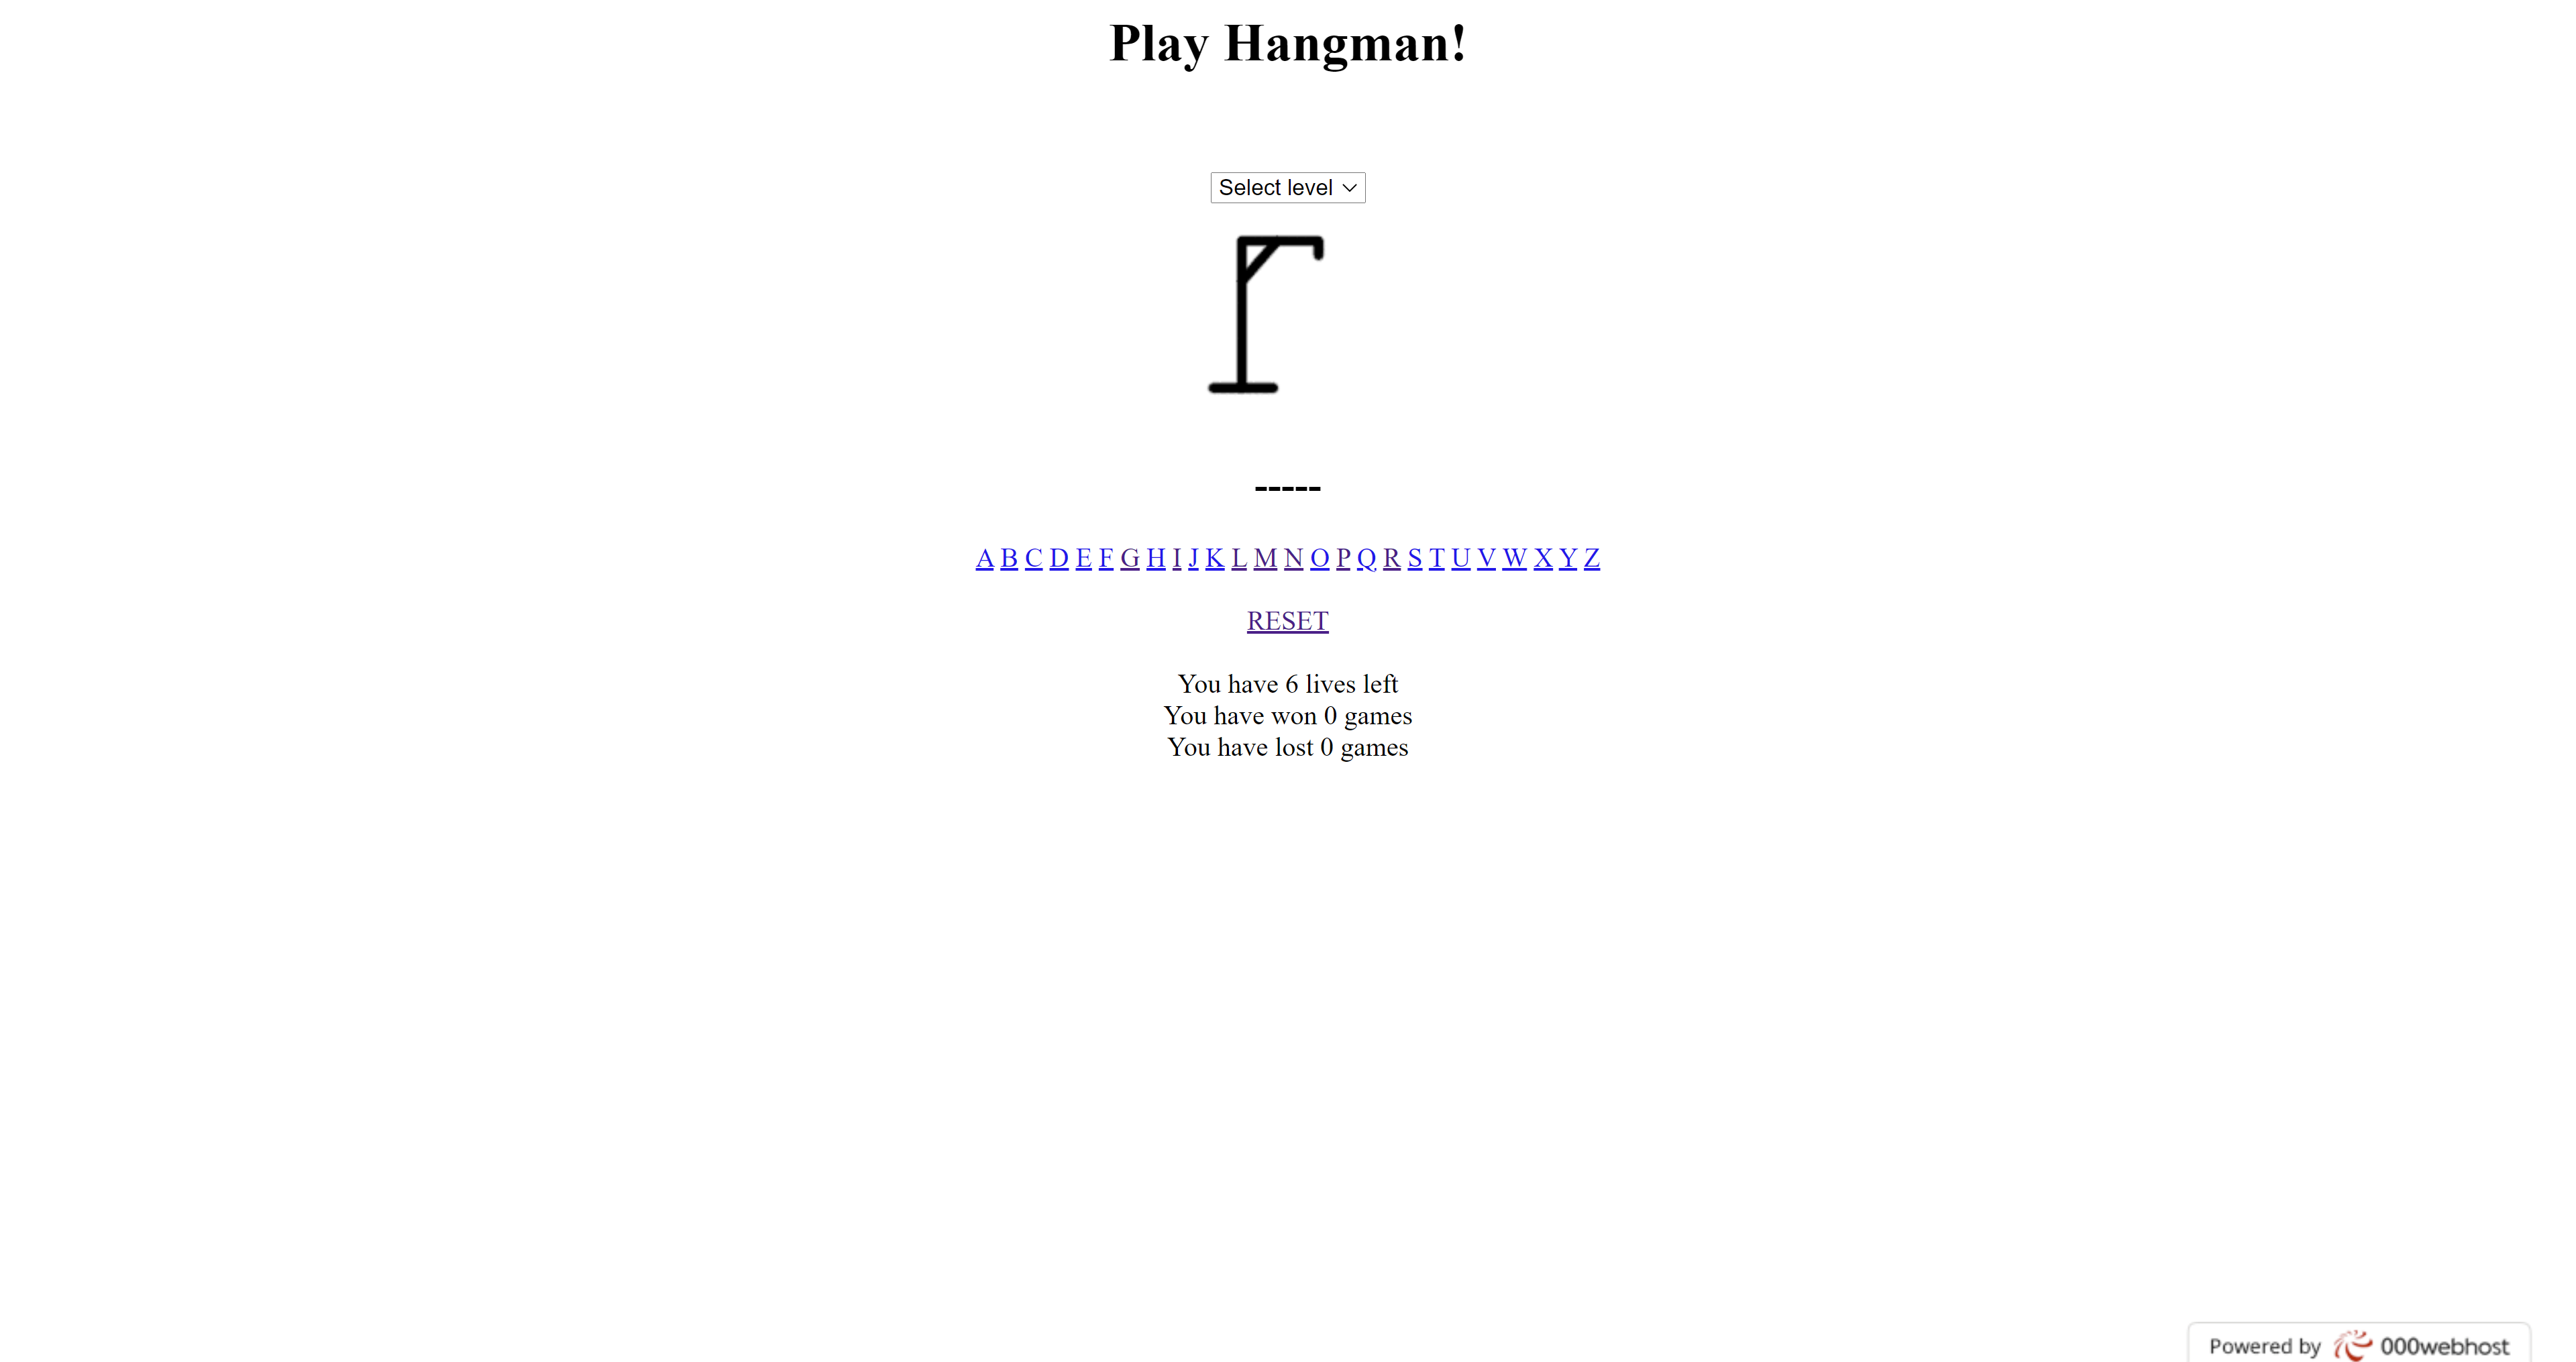 Play Hangman!
Select level
-----
A B C D E F G H I J K L M N O P Q R S T U V W X Y Z
RESET
You have 6 lives left
You have won 0 games
You have lost 0 games
Powered by 000webhost